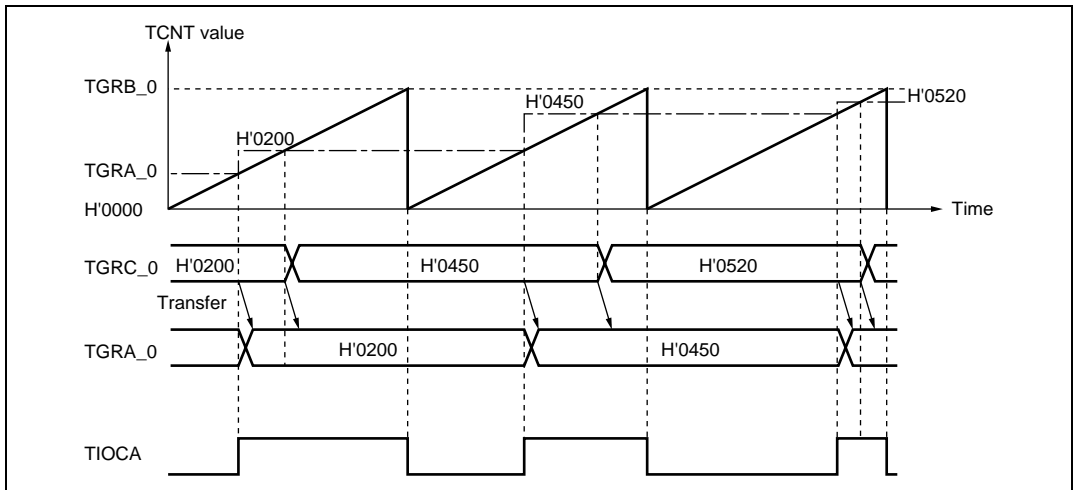 TCNT value
TGRB_0
H'0520
H'0450
H'0200
TGRA_0
H'0000
Time
TGRC_0
H'0200
H'0450
H'0520
Transfer
TGRA_0
H'0200
H'0450
TIOCA